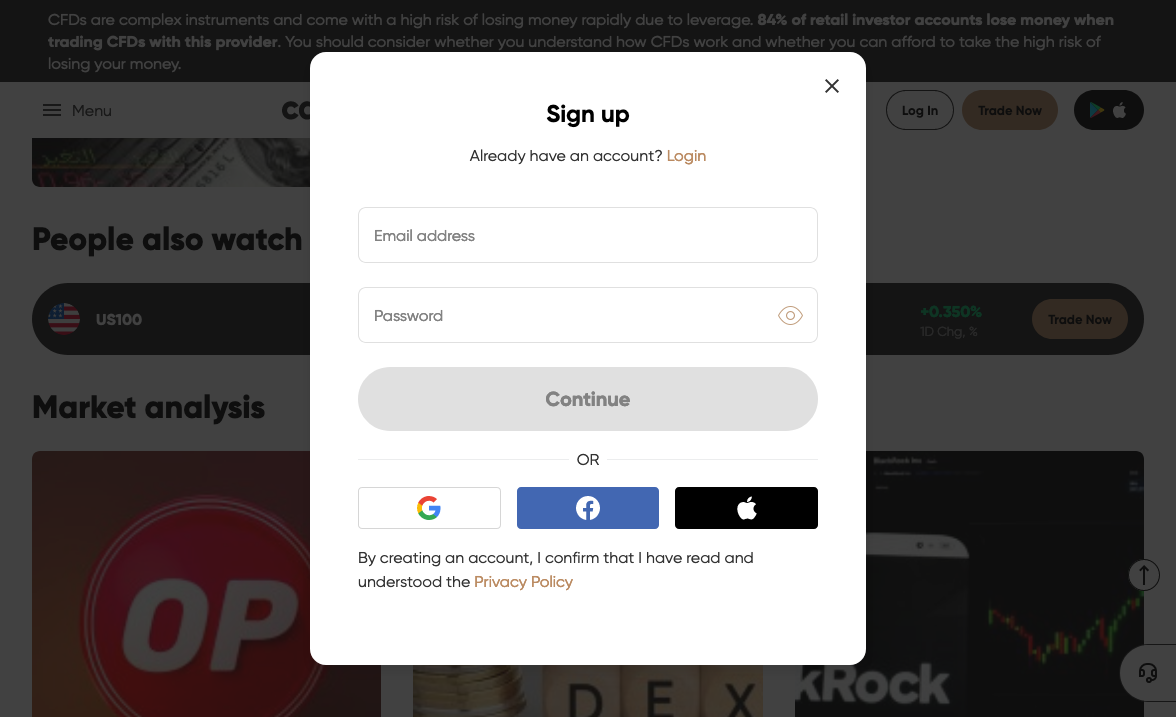 CFDs are complex instruments and come with a high risk of losing money rapidly due to leverage. 84% of retail investor accounts lose money when
trading CFDs with this provider. You should consider whether you understand how CFDs work and whether you can afford to take the high risk of
losing your money.
Menu
Log In
Trade Now
Sign up
Already have an account? Login
People also watch
Email address
US100
+0.350%
1D Chg, %
Trade Now
Password
Continue
Market analysis
OR
By creating an account, I confirm that I have read and
understood the Privacy Policy
OP
DEX
kRock